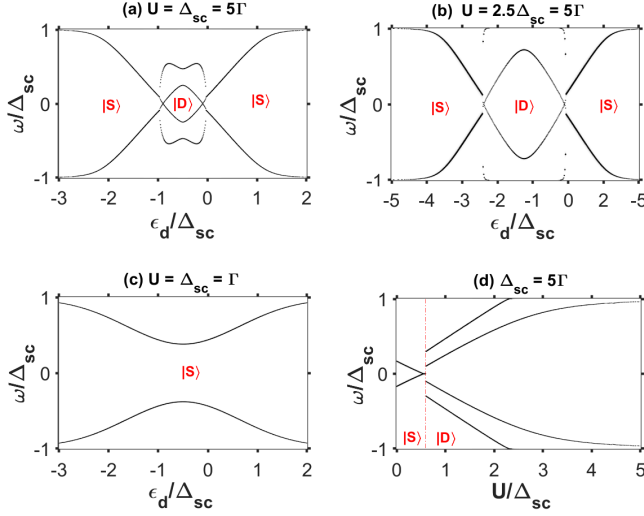 (a) U = Δsc = 5Γ
(b) U = 2.5Δsc = 5Γ
1
0
-1
ω/Δsc
|S⟩
|D⟩
|S⟩
-3 -2 -1 0 1 2
ϵd/Δsc
1
0
-1
ω/Δsc
|S⟩
|D⟩
|S⟩
-5 -4 -3 -2 -1 0 -5 -5
ϵd/Δsc
(c) U = Δsc = Γ
(d) Δsc = 5Γ
1
0
-1
ω/Δsc
|S⟩
-3 -2 -1 0 1 2
ϵd/Δsc
1
0
-1
ω/Δsc
|S⟩ |D⟩
0 1 2 3 4 5
U/Δsc